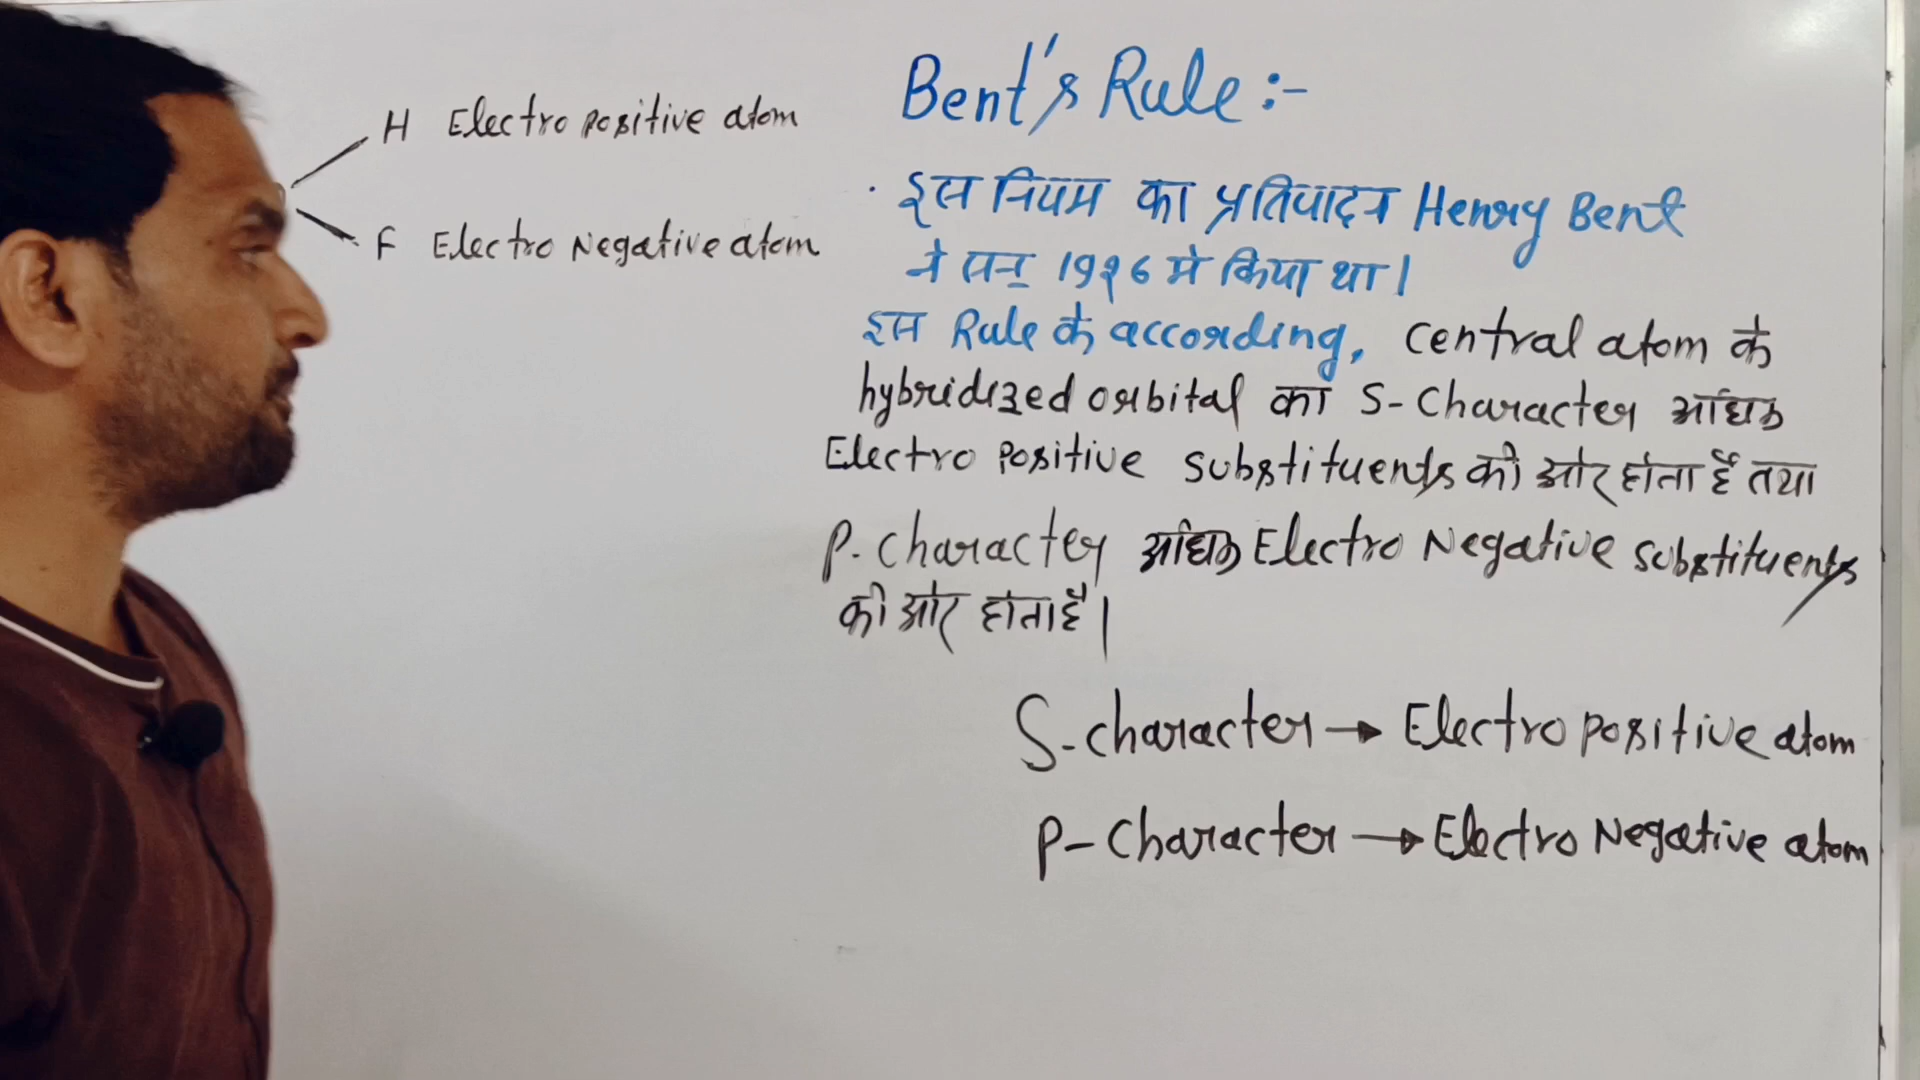 H Electro positive atom
F Electro Negative atom
Bent's Rule :-
. इस नियम का प्रतिपादन Henry Bent
ने सन् 1926 मे किया था।
इस Rule के according, central atom के
hybridized orbital का S-Character अधिक
Electro Positive substituents की ओर होता है तथा
P. character अधिक Electro Negative substituents
की ओर होता है।
S-character → Electro positive atom
P-Character → Electro Negative atom